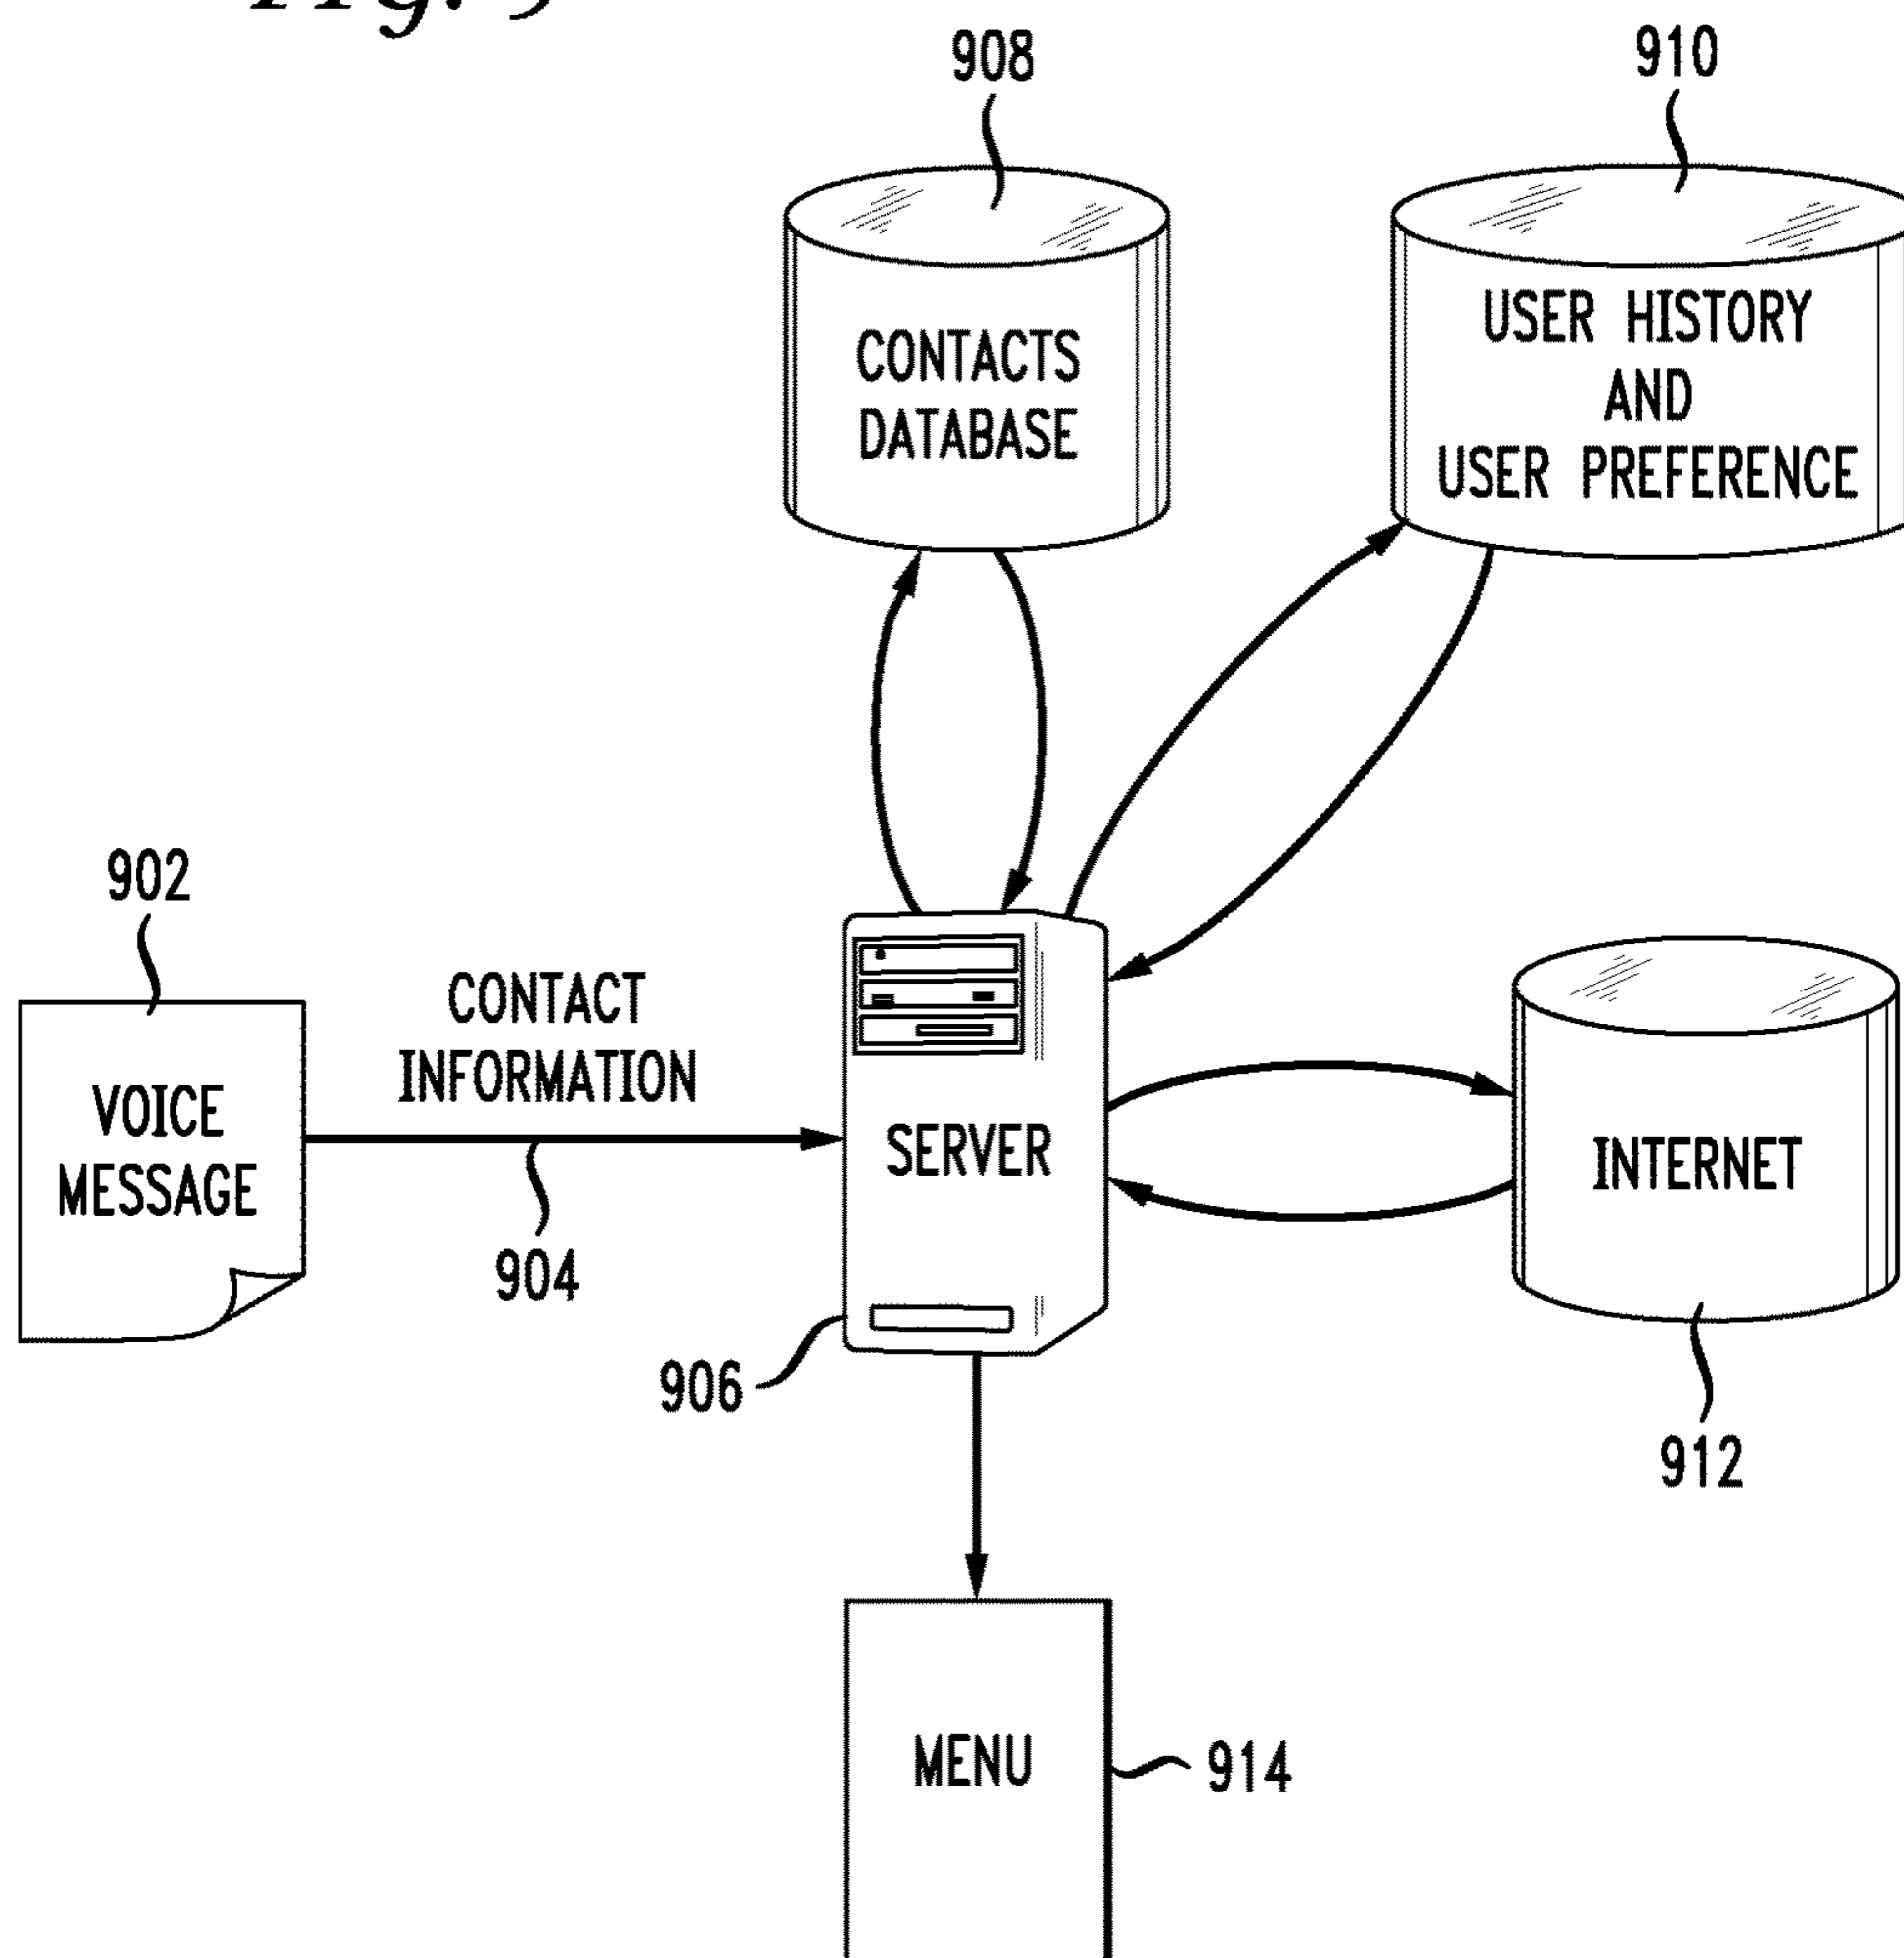 908
910
CONTACTS
DATABASE
USER HISTORY
AND
USER PREFERENCE
902
CONTACT
INFORMATION
VOICE
MESSAGE
904
SERVER
INTERNET
906
912
MENU
914